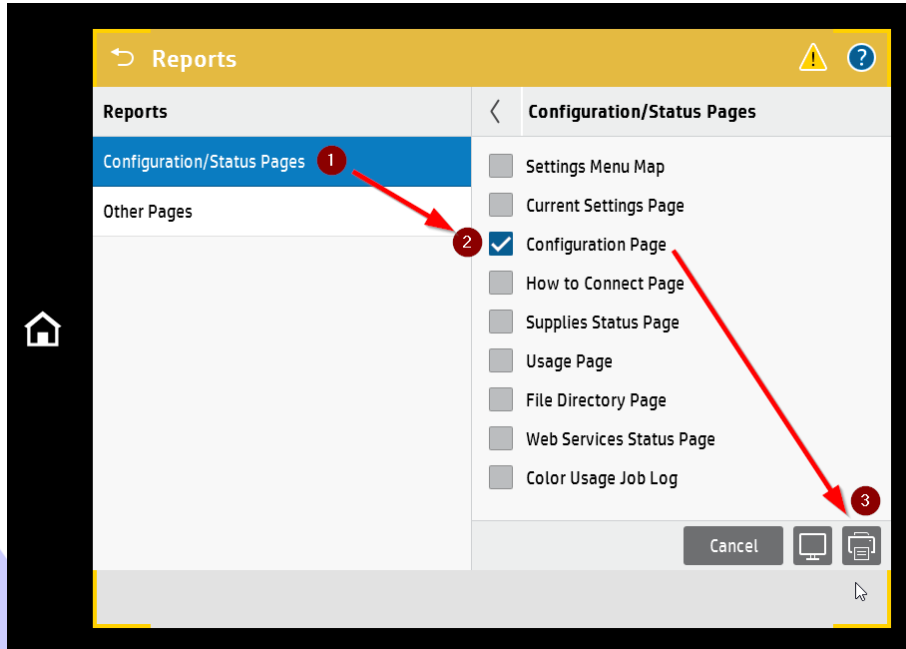 Reports
?
Reports
Configuration/Status Pages
Configuration/Status Pages 1
Other Pages
Settings Menu Map
Current Settings Page
2 Configuration Page
How to Connect Page
Supplies Status Page
Usage Page
File Directory Page
Web Services Status Page
Color Usage Job Log
3
Cancel